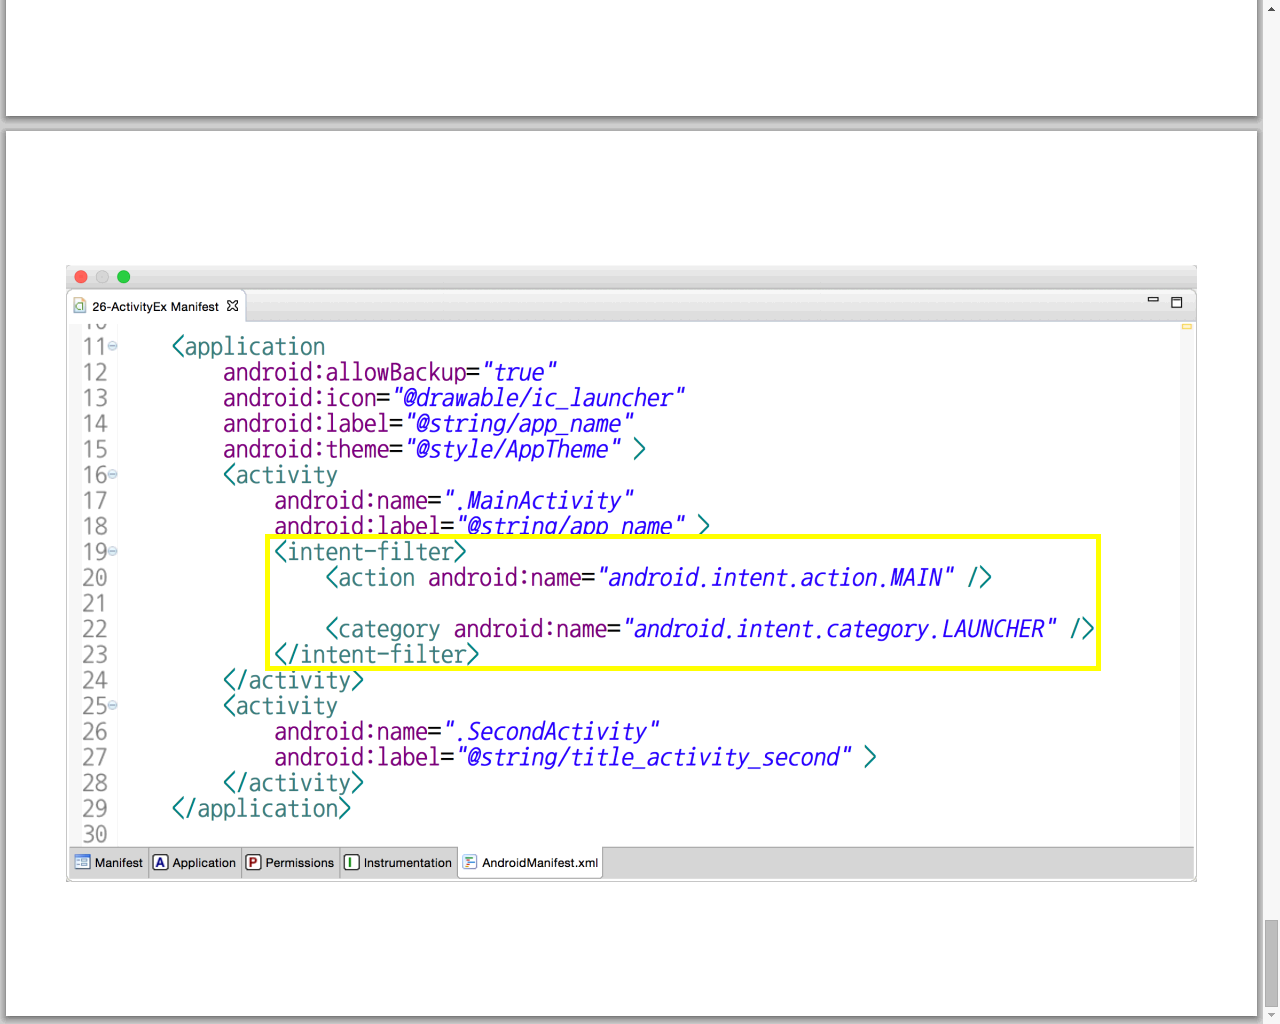 26-ActivityEx Manifest
11 <application
12 android:allowBackup="true"
13 android:icon="@drawable/ic_launcher"
14 android:label="@string/app_name"
15 android:theme="@style/AppTheme" >
16 <activity
17 android:name=".MainActivity"
18 android:label="@string/app_name" >
19 <intent-filter>
20 <action android:name="android.intent.action.MAIN" />
21
22 <category android:name="android.intent.category.LAUNCHER" />
23 </intent-filter>
24 </activity>
25 <activity
26 android:name=".SecondActivity"
27 android:label="@string/title_activity_second" >
28 </activity>
29 </application>
30
Manifest A Application P Permissions I Instrumentation AndroidManifest.xml